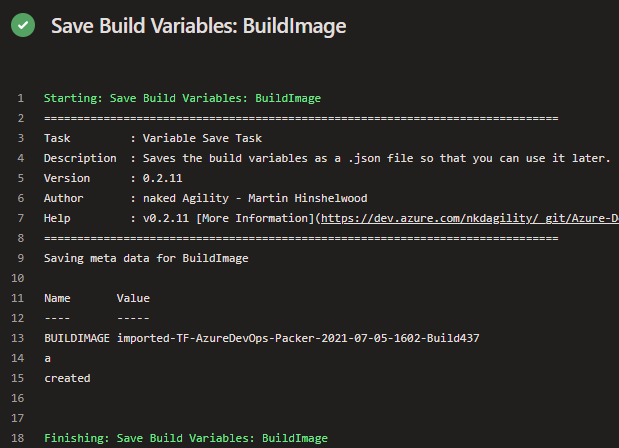 Save Build Variables: BuildImage
1 Starting: Save Build Variables: BuildImage
2 ==============================================================================
3 Task : Variable Save Task
4 Description : Saves the build variables as a .json file so that you can use it later.
5 Version : 0.2.11
6 Author : naked Agility - Martin Hinshelwood
7 Help : v0.2.11 [More Information](https://dev.azure.com/nkdagility/_git/Azure-De
8 ==============================================================================
9 Saving meta data for BuildImage
10
11 Name Value
12 ---- -----
13 BUILDIMAGE imported-TF-AzureDevOps-Packer-2021-07-05-1602-Build437
14 a
15 created
16
17
18 Finishing: Save Build Variables: BuildImage